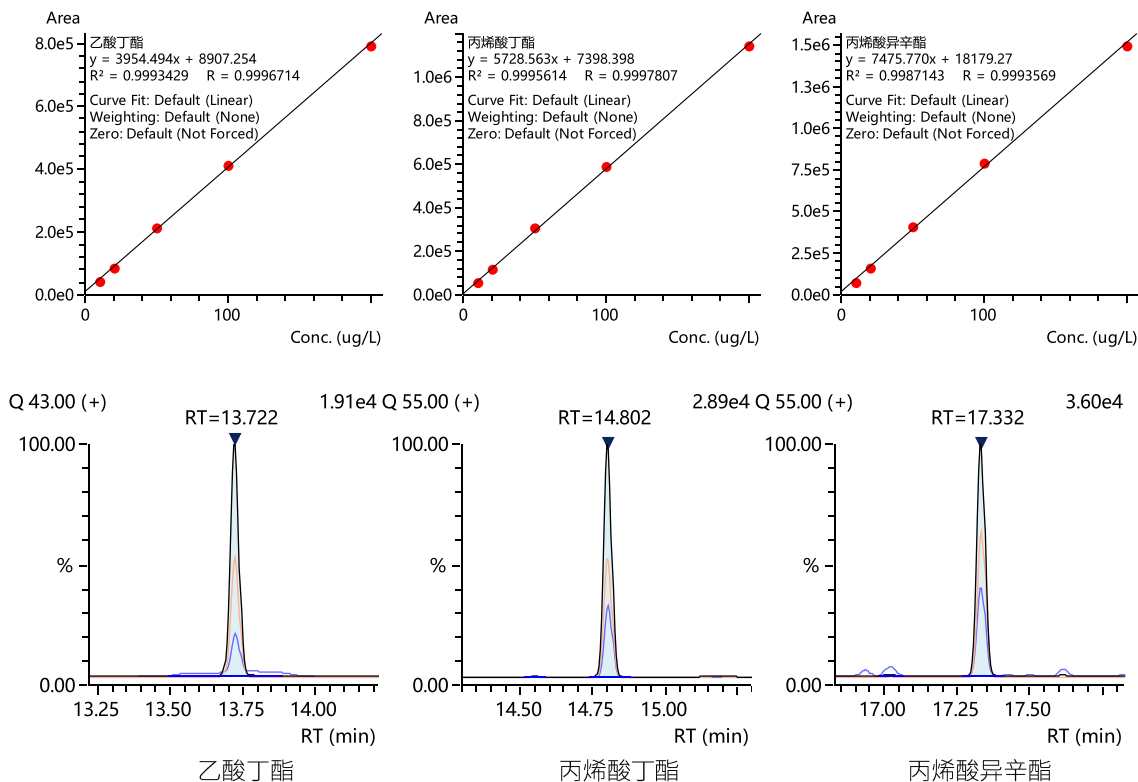 Area
乙酸丁酯
y = 3954.494x + 8907.254
R² = 0.9993429 R = 0.9996714
Curve Fit: Default (Linear)
Weighting: Default (None)
Zero: Default (Not Forced)
8.0e5
6.0e5
4.0e5
2.0e5
0.0e0
0
100
Conc. (ug/L)
Area
丙烯酸丁酯
y = 5728.563x + 7398.398
R² = 0.9995614 R = 0.9997807
Curve Fit: Default (Linear)
Weighting: Default (None)
Zero: Default (Not Forced)
1.0e6
8.0e5
6.0e5
4.0e5
2.0e5
0.0e0
0
100
Conc. (ug/L)
Area
丙烯酸异辛酯
y = 7475.770x + 18179.27
R² = 0.9987143 R = 0.9993569
Curve Fit: Default (Linear)
Weighting: Default (None)
Zero: Default (Not Forced)
1.5e6
1.3e6
1.0e6
7.5e5
5.0e5
2.5e5
0.0e0
0
100
Conc. (ug/L)
Q 43.00 (+) 1.91e4
RT=13.722
100.00
%
0.00
13.25 13.50 13.75 14.00
RT (min)
乙酸丁酯
Q 55.00 (+) 2.89e4
RT=14.802
100.00
%
0.00
14.50 14.75 15.00
RT (min)
丙烯酸丁酯
Q 55.00 (+) 3.60e4
RT=17.332
100.00
%
0.00
17.00 17.25 17.50
RT (min)
丙烯酸异辛酯